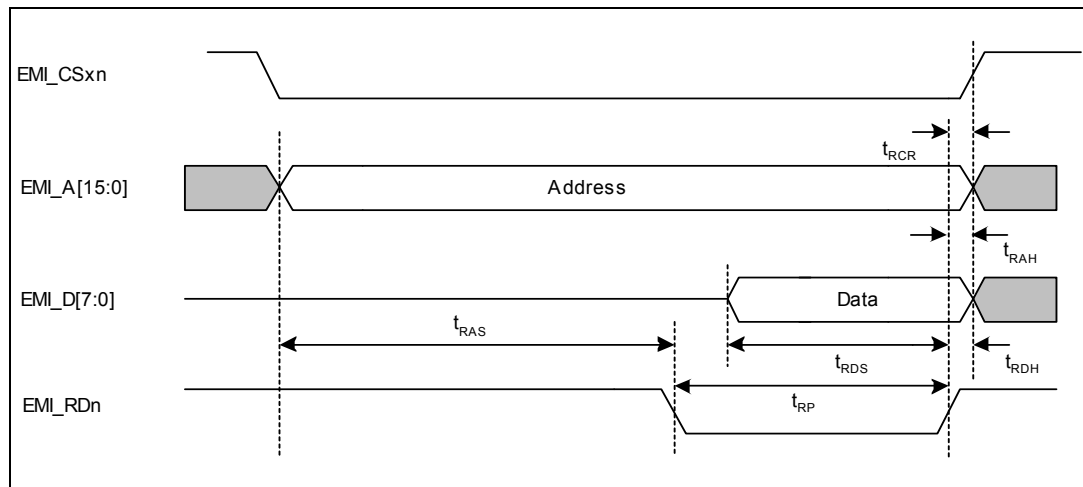 EMI_CSxn
tRCR
EMI_A[15:0]
Address
tRAH
EMI_D[7:0]
Data
tRAS
tRDS
tRDH
EMI_RDn
tRP